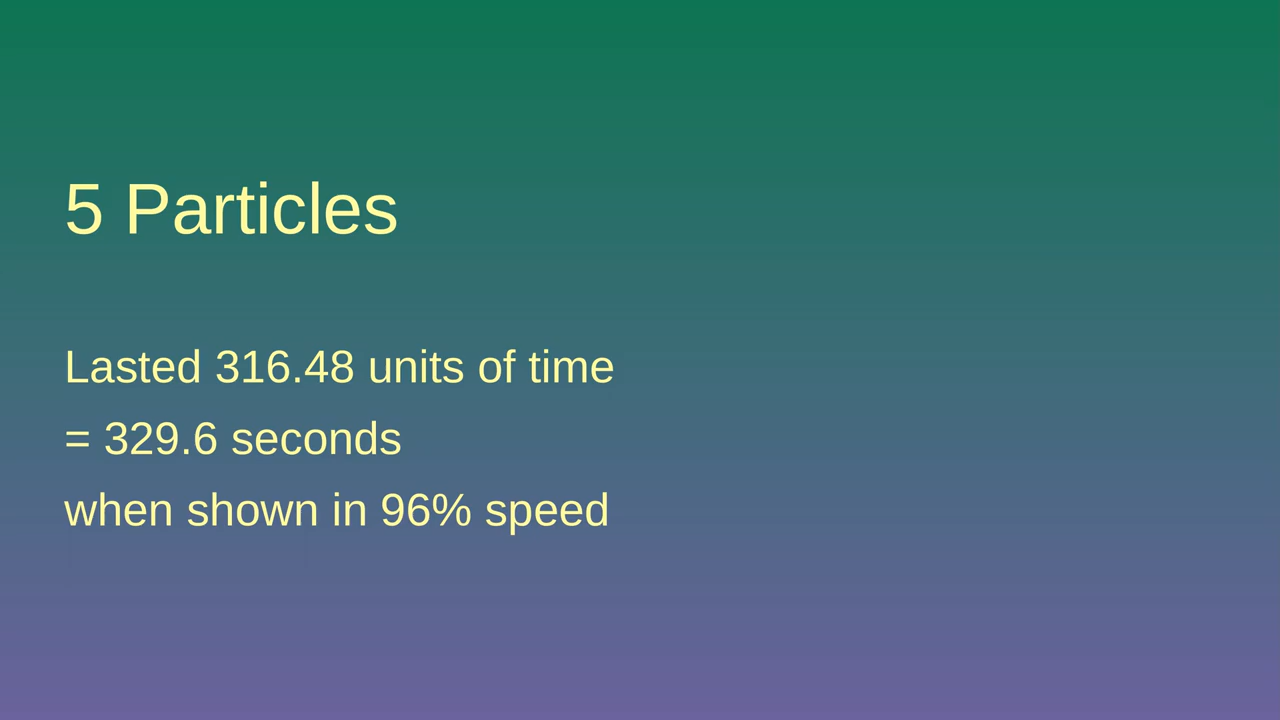 5 Particles
Lasted 316.48 units of time
= 329.6 seconds
when shown in 96% speed